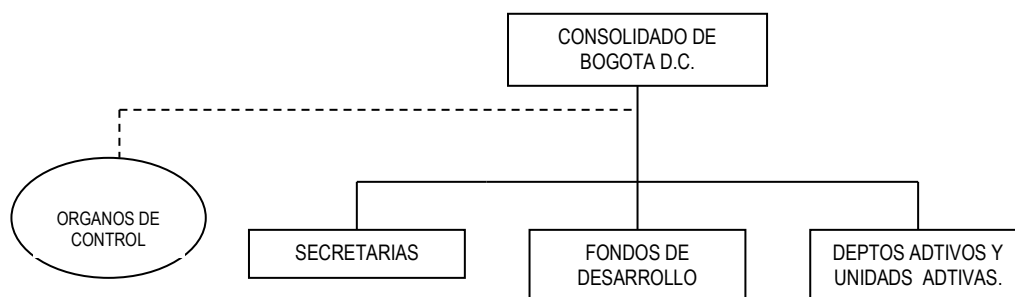 CONSOLIDADO DE
BOGOTA D.C.
ORGANOS DE
CONTROL
SECRETARIAS
FONDOS DE
DESARROLLO
DEPTOS ADTIVOS Y
UNIDADS ADTIVAS.